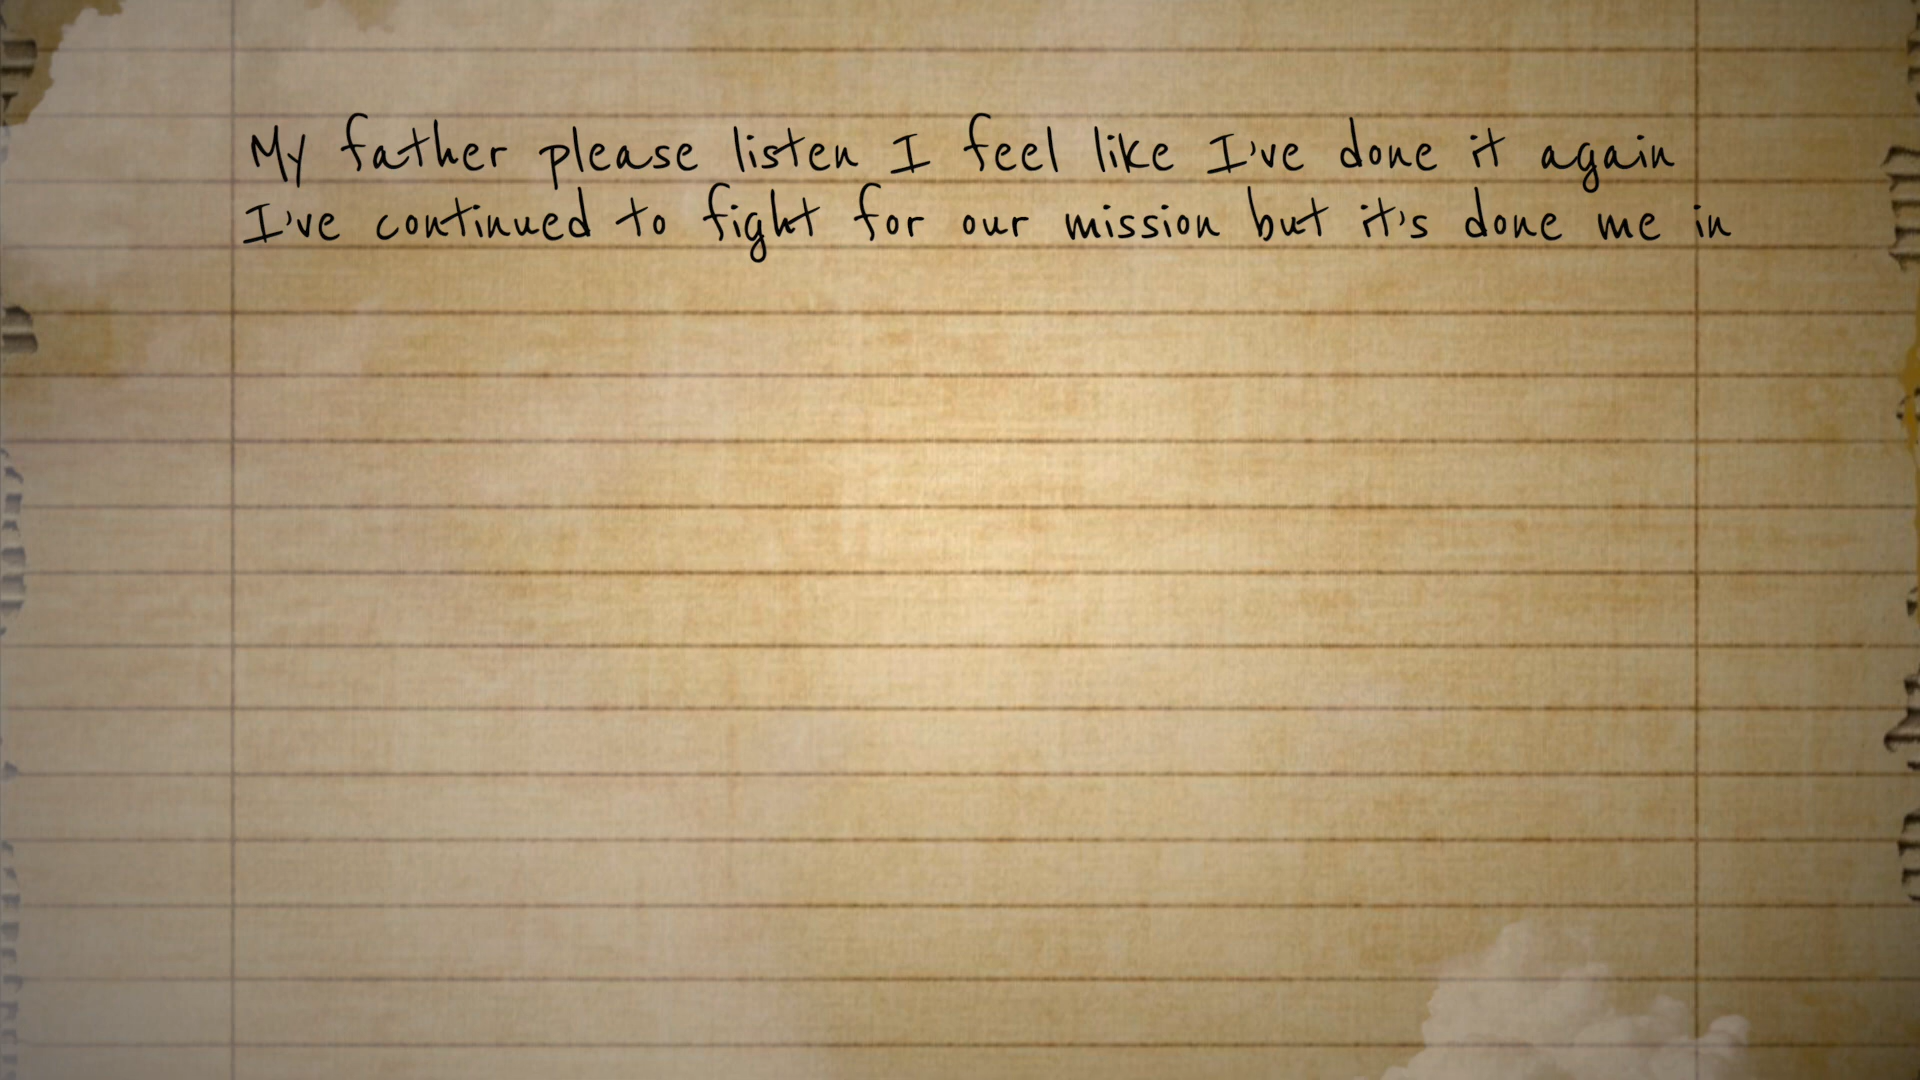 My father please listen I feel like I've done it again
I've continued to fight for our mission but it's done me in